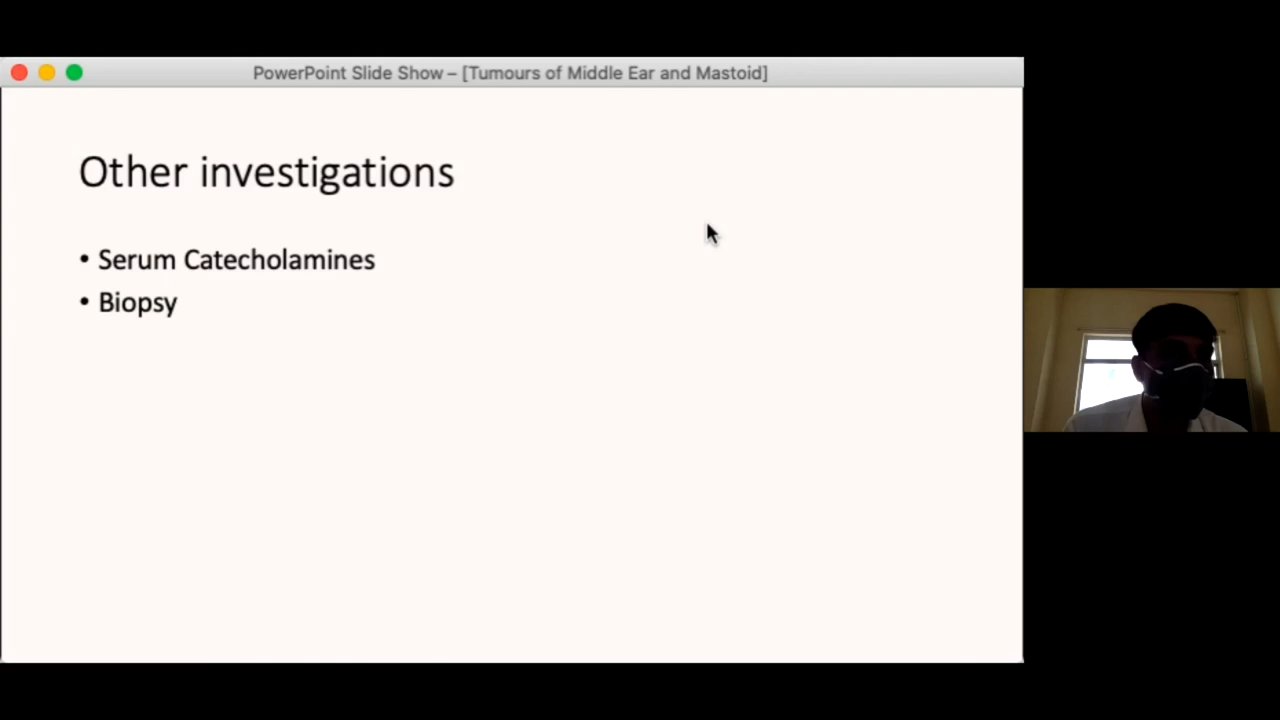 PowerPoint Slide Show – [Tumours of Middle Ear and Mastoid]
Other investigations
• Serum Catecholamines
• Biopsy